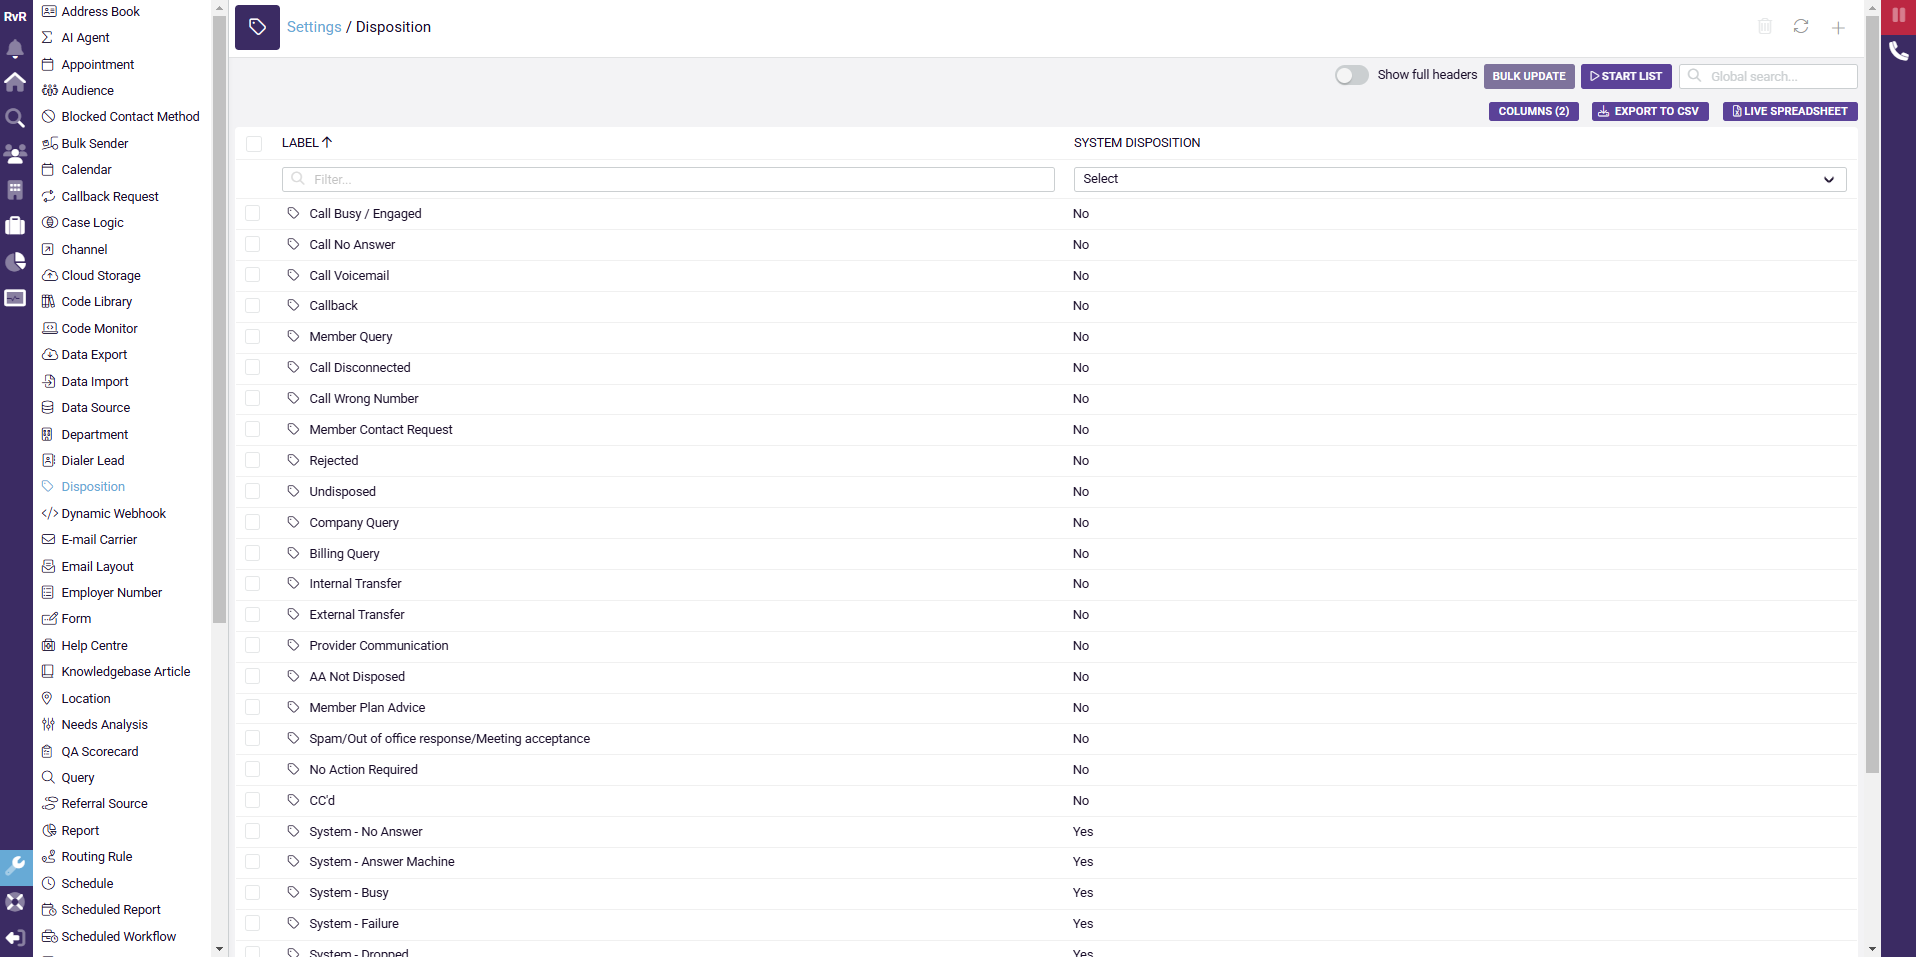 RvR
Address Book
AI Agent
Appointment
Audience
Blocked Contact Method
Bulk Sender
Calendar
Callback Request
Case Logic
Channel
Cloud Storage
Code Library
Code Monitor
Data Export
Data Import
Data Source
Department
Dialer Lead
Disposition
Dynamic Webhook
E-mail Carrier
Email Layout
Employer Number
Form
Help Centre
Knowledgebase Article
Location
Needs Analysis
QA Scorecard
Query
Referral Source
Report
Routing Rule
Schedule
Scheduled Report
Scheduled Workflow
Settings / Disposition
Show full headers
BULK UPDATE
START LIST
Global search...
COLUMNS (2)
EXPORT TO CSV
LIVE SPREADSHEET
LABEL SYSTEM DISPOSITION
Filter... Select
Call Busy / Engaged No
Call No Answer No
Call Voicemail No
Callback No
Member Query No
Call Disconnected No
Call Wrong Number No
Member Contact Request No
Rejected No
Undisposed No
Company Query No
Billing Query No
Internal Transfer No
External Transfer No
Provider Communication No
AA Not Disposed No
Member Plan Advice No
Spam/Out of office response/Meeting acceptance No
No Action Required No
CC'd No
System - No Answer Yes
System - Answer Machine Yes
System - Busy Yes
System - Failure Yes
System - Dropped Yes